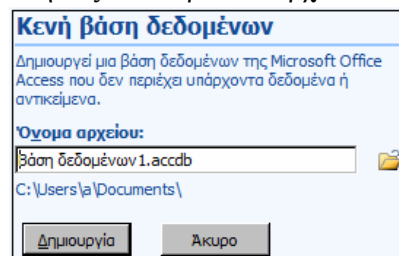 Κενή βάση δεδομένων
Δημιουργεί μια βάση δεδομένων της Microsoft Office
Access που δεν περιέχει υπάρχοντα δεδομένα ή
αντικείμενα.
Όνομα αρχείου:
βάση δεδομένων1.accdb
C:\Users\a\Documents\
Δημιουργία Άκυρο